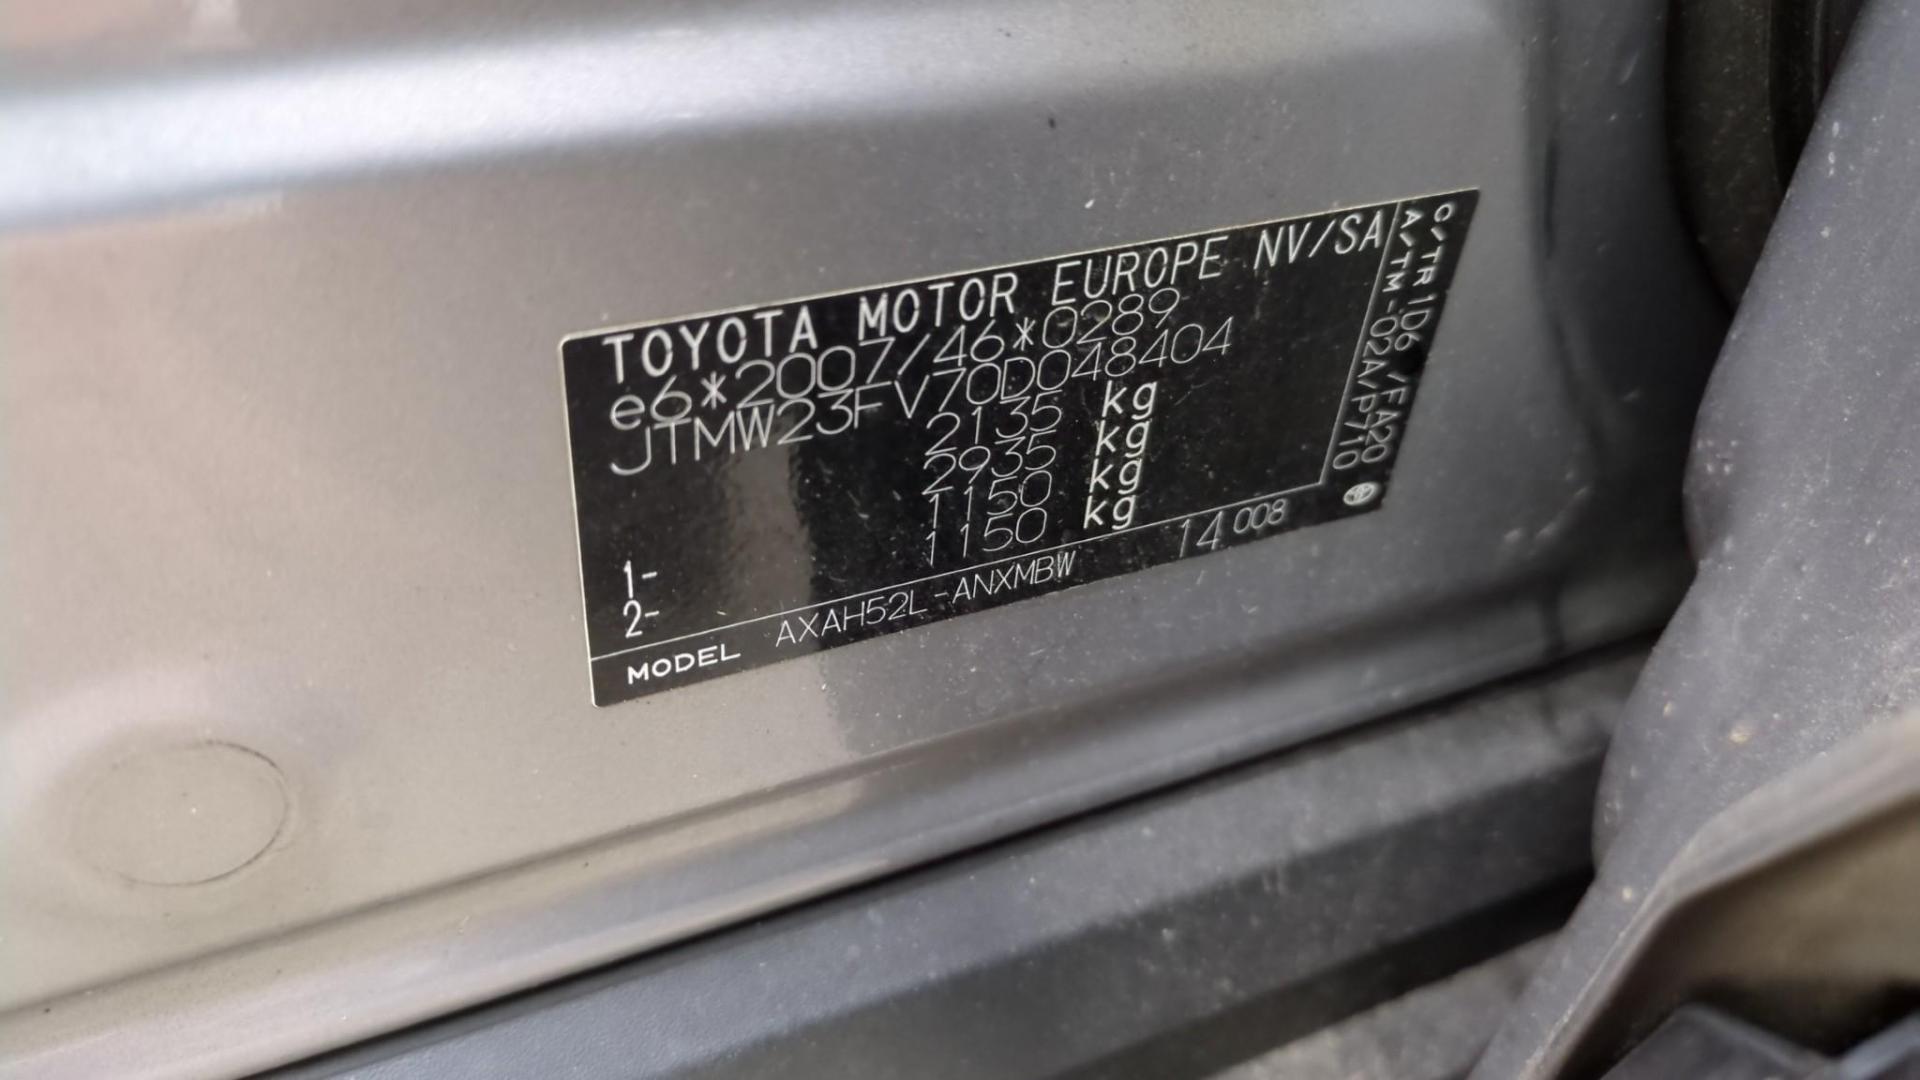 TOYOTA MOTOR EUROPE NV/SA
e6*2007/46*0289
JTMW23FV70D048404
2135 kg
2935 kg
1- 1150 kg
2- 1150 kg
MODEL AXAH52L-ANXMBW 14 008
C/TR 1D6 /FA20
A/TM -02A/P710